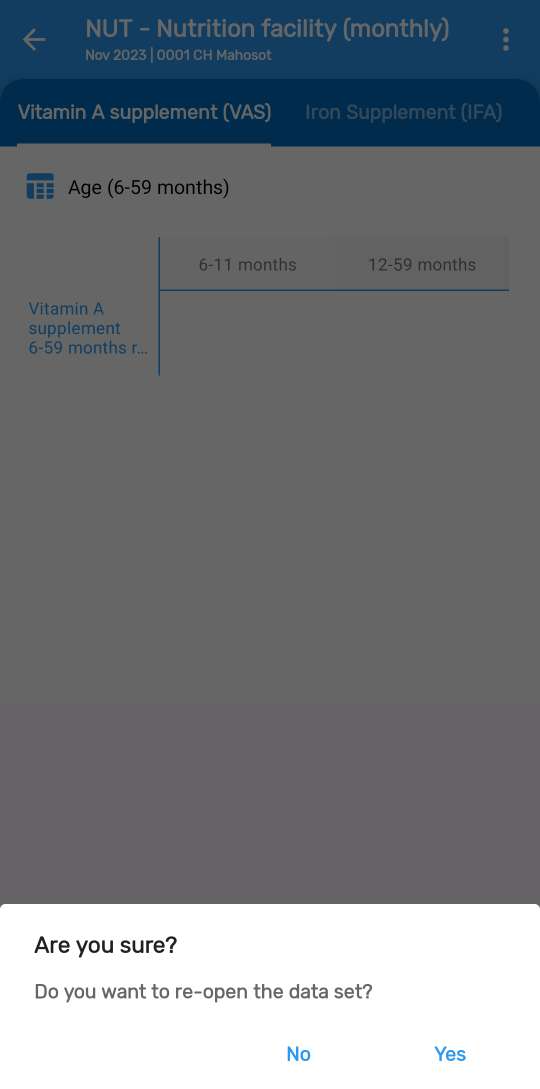 NUT - Nutrition facility (monthly)
Nov 2023 | 0001 CH Mahosot
Vitamin A supplement (VAS)
Iron Supplement (IFA)
Age (6-59 months)
6-11 months
12-59 months
Vitamin A
supplement
6-59 months r...
Are you sure?
Do you want to re-open the data set?
No
Yes